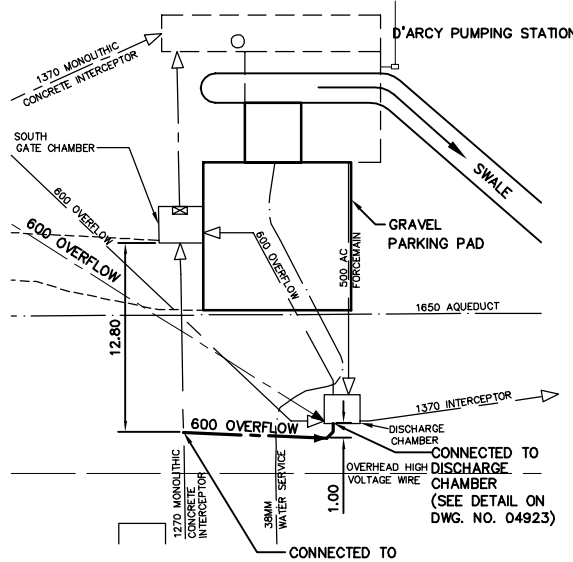 D'ARCY PUMPING STATION
1370 MONOLITHIC
CONCRETE INTERCEPTOR
SOUTH
GATE CHAMBER
SWALE
600 OVERFLOW
600 OVERFLOW
600 OVERFLOW
500 AC
FORCEMAIN
GRAVEL
PARKING PAD
1650 AQUEDUCT
12.80
1370 INTERCEPTOR
600 OVERFLOW
DISCHARGE
CHAMBER
CONNECTED TO
DISCHARGE
CHAMBER
(SEE DETAIL ON
DWG. NO. 04923)
OVERHEAD HIGH
VOLTAGE WIRE
1.00
1270 MONOLITHIC
CONCRETE
INTERCEPTOR
38MM
WATER SERVICE
CONNECTED TO